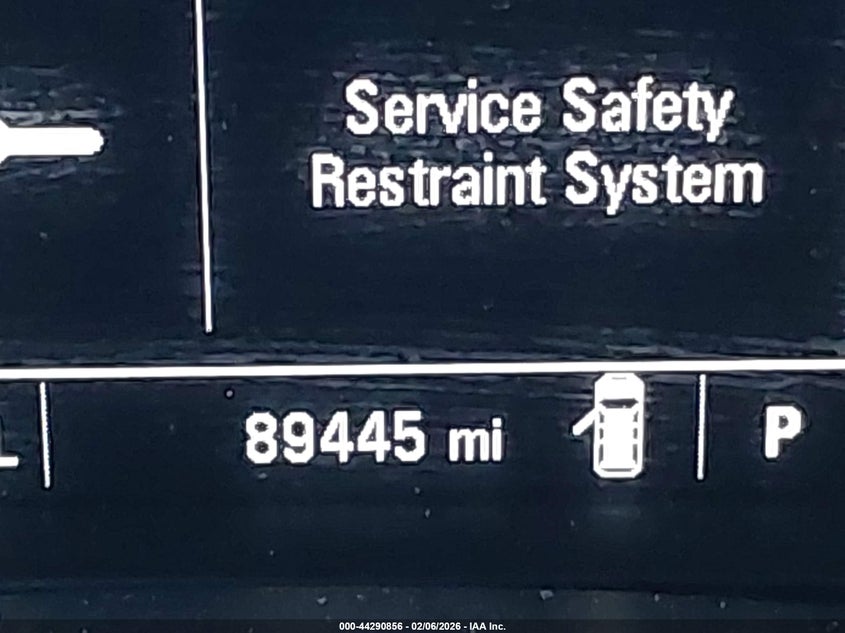 Service Safety
Restraint System
89445 mi
P
000-44290856 - 02/06/2026 - IAA Inc.